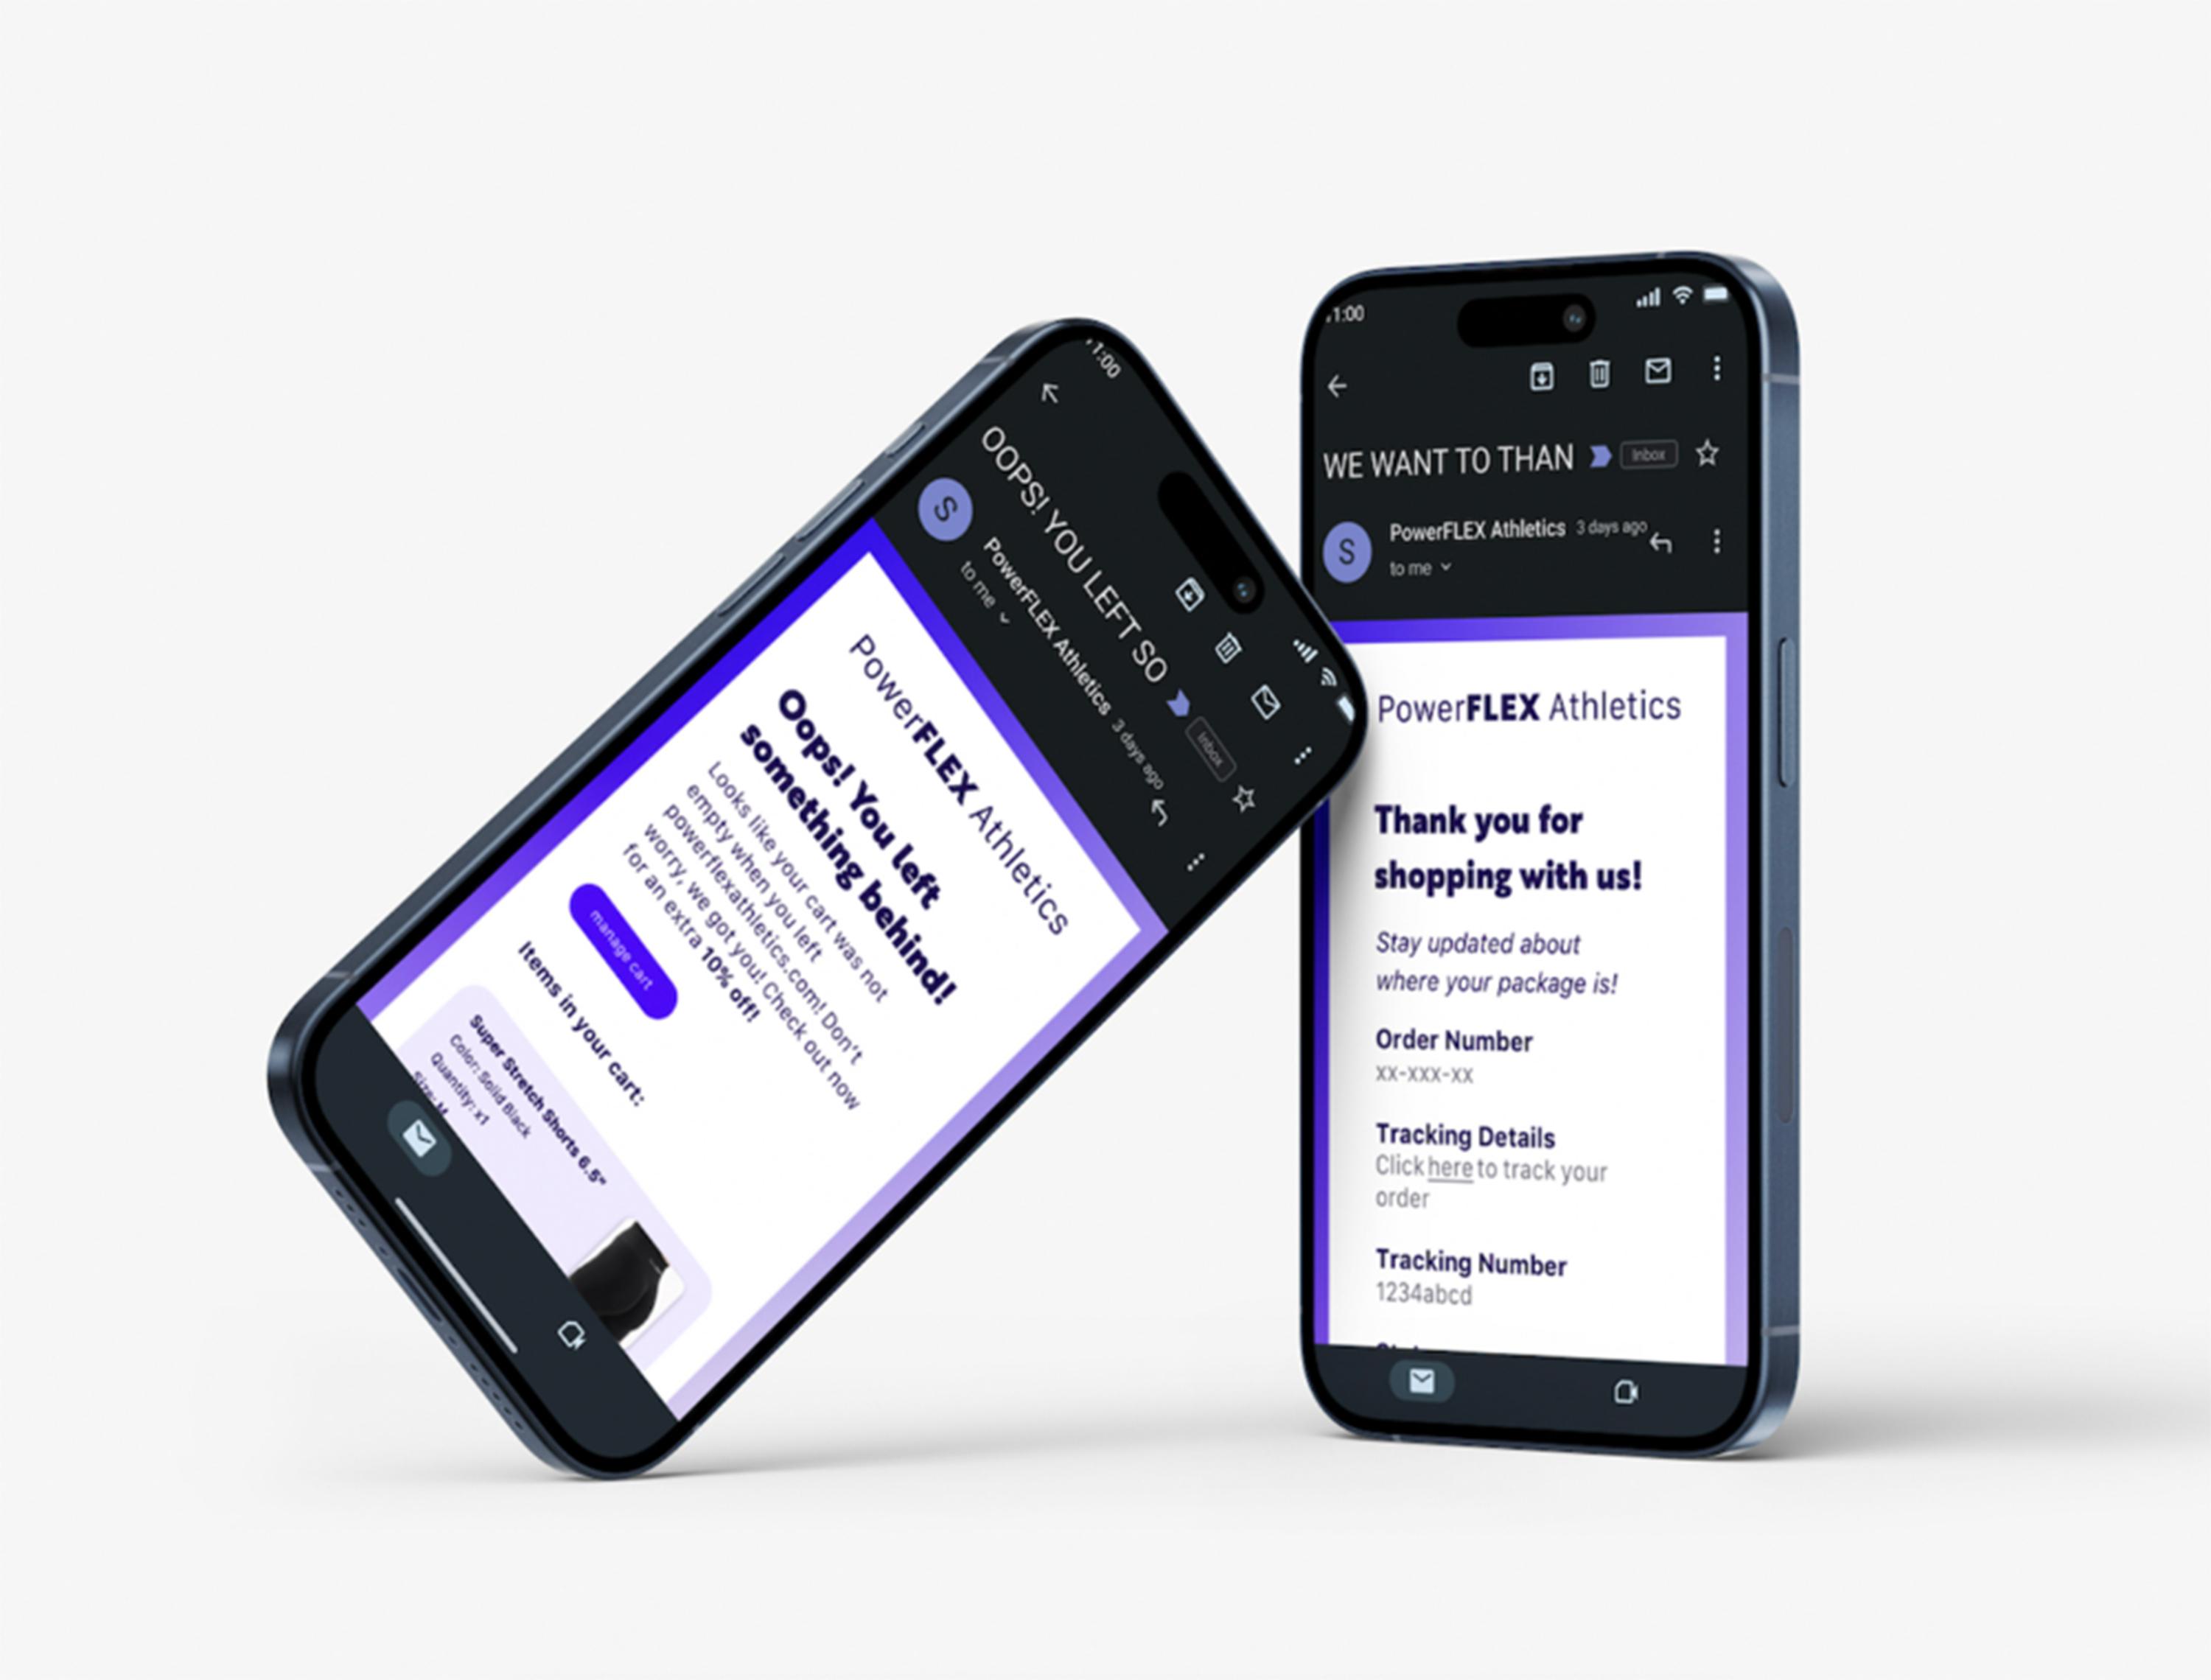 11:00
OOPS! YOU LEFT SO
Inbox
S
PowerFLEX Athletics 3 days ago
to me
PowerFLEX Athletics
Oops! You left
something behind!
Looks like your cart was not
empty when you left
powerflexathletics.com! Don't
worry, we got you! Check out now
for an extra 10% off!
manage cart
Items in your cart:
Super Stretch Shorts 6.5"
Color: Solid Black
Quantity: x1
Size: M
11:00
WE WANT TO THAN
Inbox
S
PowerFLEX Athletics 3 days ago
to me
PowerFLEX Athletics
Thank you for
shopping with us!
Stay updated about
where your package is!
Order Number
xx-xxx-xx
Tracking Details
Click here to track your
order
Tracking Number
1234abcd